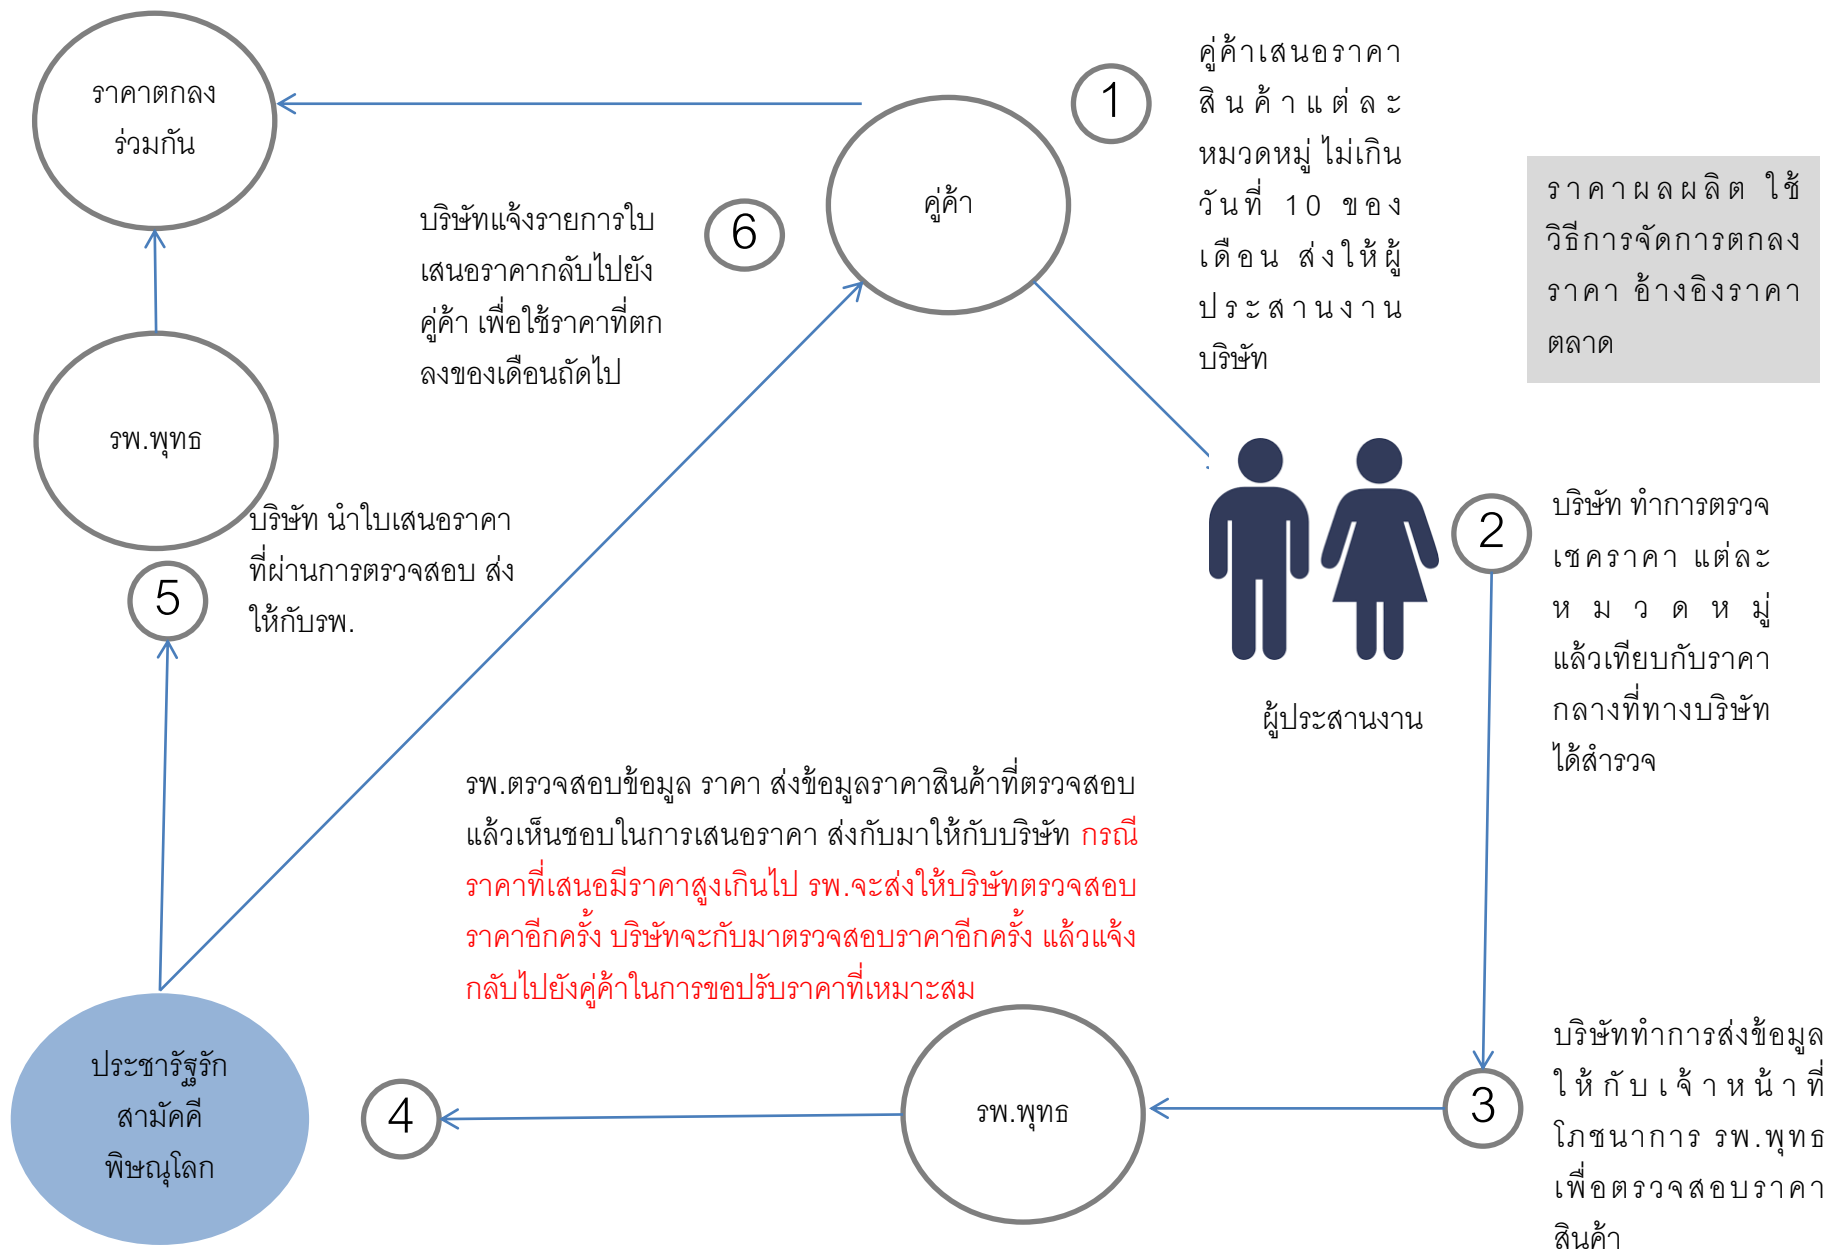 ราคาตกลง
ร่วมกัน
คู่ค้า
1
คู่ค้าเสนอราคา
สินค้าแต่ละ
หมวดหมู่ ไม่เกิน
วันที่ 10 ของ
เดือน ส่งให้ผู้
ประสานงาน
บริษัท
ราคาผลผลิต ใช้
วิธีการจัดการตกลง
ราคา อ้างอิงราคา
ตลาด
บริษัทแจ้งรายการใบ
เสนอราคากลับไปยัง
คู่ค้า เพื่อใช้ราคาที่ตก
ลงของเดือนถัดไป
6
รพ.พุทธ
บริษัท นำใบเสนอราคา
ที่ผ่านการตรวจสอบ ส่ง
ให้กับรพ.
5
2
บริษัท ทำการตรวจ
เชคราคา แต่ละ
หมวดหมู่
แล้วเทียบกับราคา
กลางที่ทางบริษัท
ได้สำรวจ
ผู้ประสานงาน
รพ.ตรวจสอบข้อมูล ราคา ส่งข้อมูลราคาสินค้าที่ตรวจสอบ
แล้วเห็นชอบในการเสนอราคา ส่งกับมาให้กับบริษัท กรณี
ราคาที่เสนอมีราคาสูงเกินไป รพ.จะส่งให้บริษัทตรวจสอบ
ราคาอีกครั้ง บริษัทจะกับมาตรวจสอบราคาอีกครั้ง แล้วแจ้ง
กลับไปยังคู่ค้าในการขอปรับราคาที่เหมาะสม
ประชารัฐรัก
สามัคคี
พิษณุโลก
4
รพ.พุทธ
3
บริษัททำการส่งข้อมูล
ให้กับเจ้าหน้าที่
โภชนาการ รพ.พุทธ
เพื่อตรวจสอบราคา
สินค้า